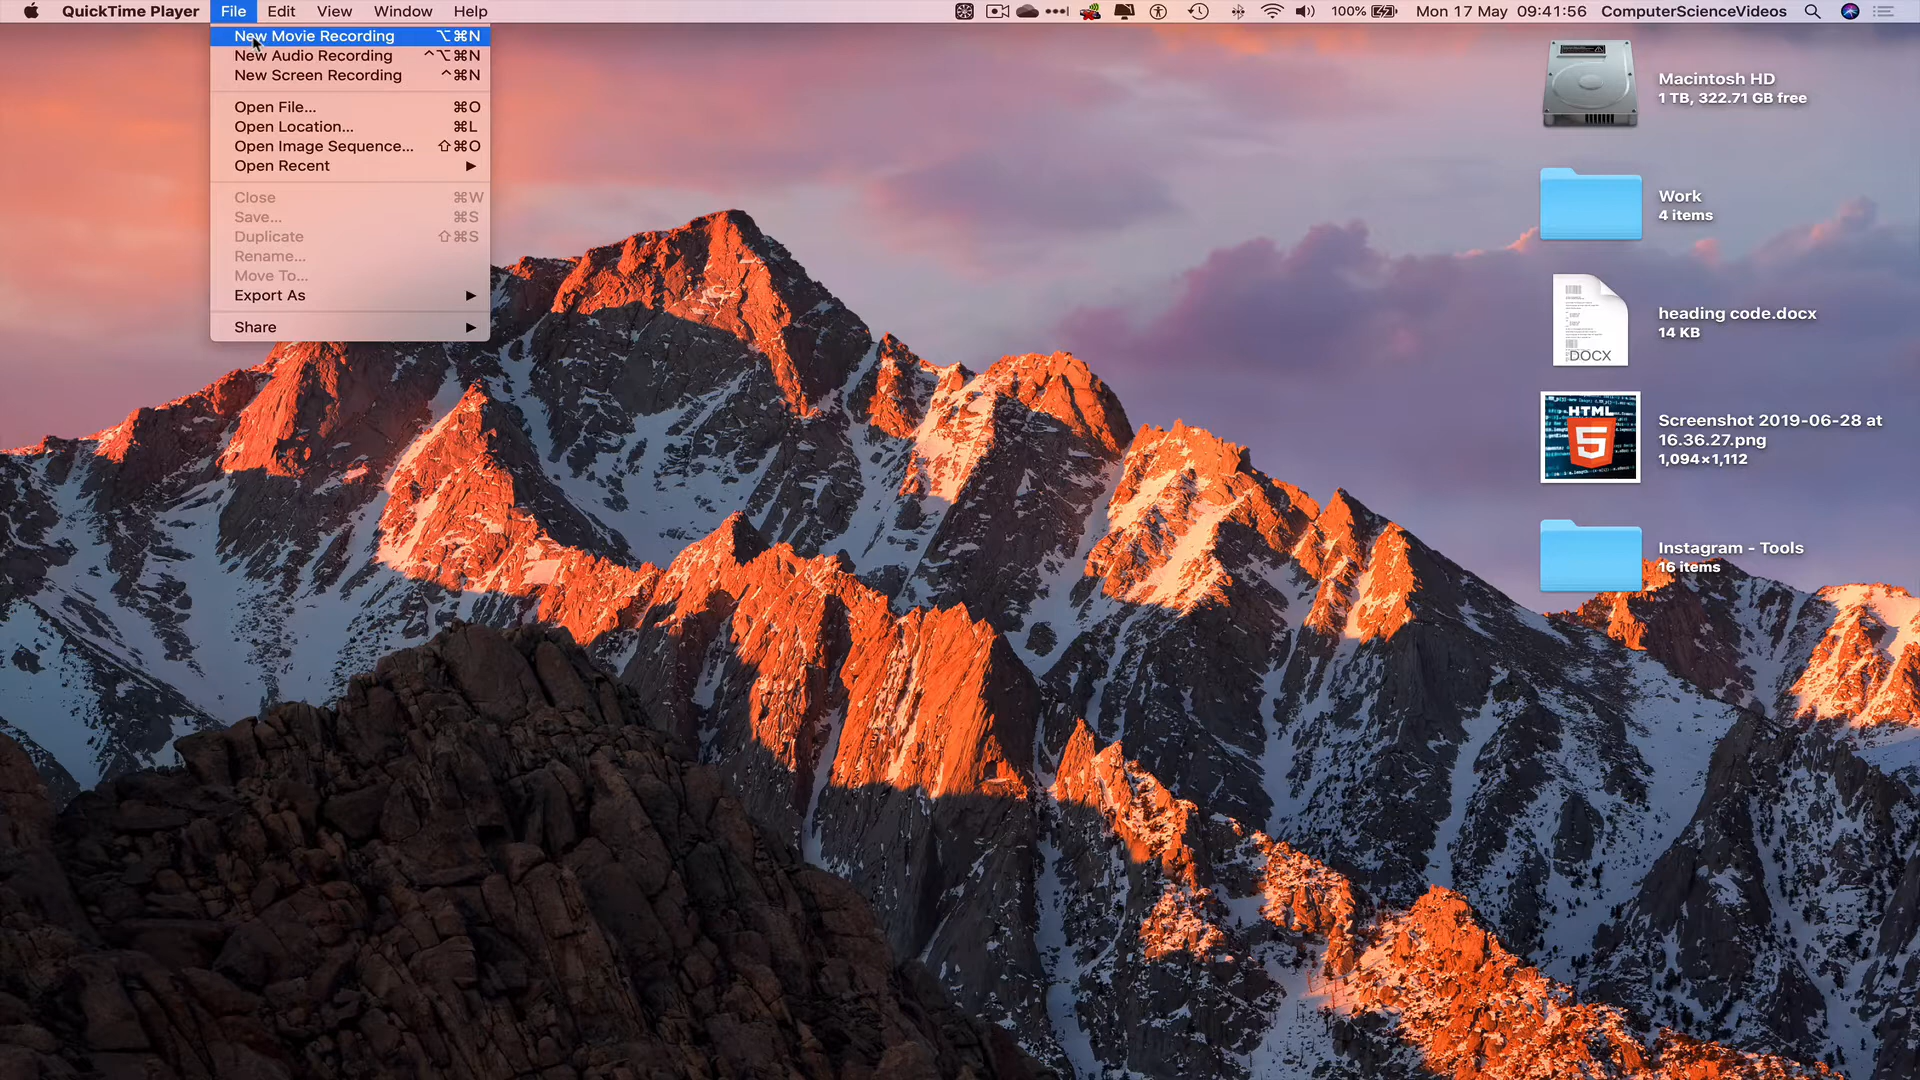 QuickTime Player File Edit View Window Help 100% Mon 17 May 09:41:56 ComputerScienceVideos
New Movie Recording ⌥⌘N
New Audio Recording ^⌥⌘N
New Screen Recording ^⌘N
Open File... ⌘O
Open Location... ⌘L
Open Image Sequence... ⇧⌘O
Open Recent ▶
Close ⌘W
Save... ⌘S
Duplicate ⇧⌘S
Rename...
Move To...
Export As ▶
Share ▶
Macintosh HD
1 TB, 322.71 GB free
Work
4 items
DOCX
heading code.docx
14 KB
HTML
5
Screenshot 2019-06-28 at
16.36.27.png
1,094×1,112
Instagram - Tools
16 items